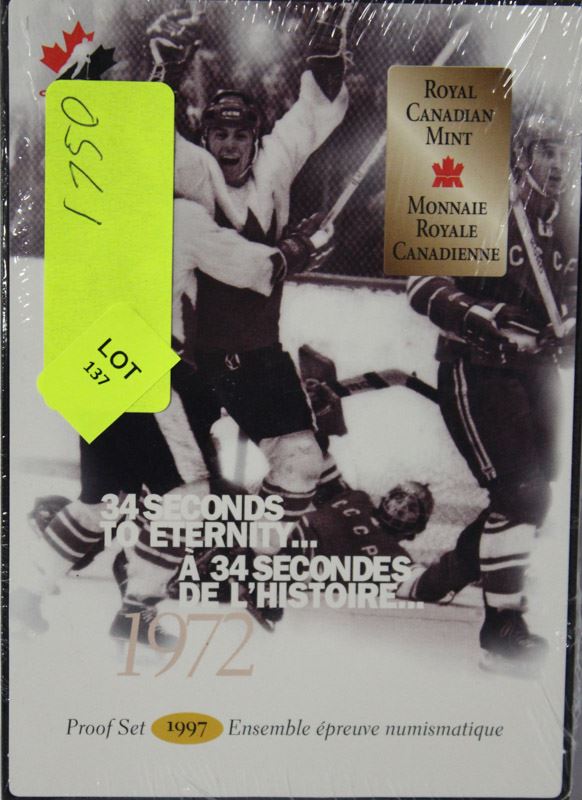 ROYAL
CANADIAN
MINT
MONNAIE
ROYALE
CANADIENNE
1750
LOT
137
34 SECONDS
TO ETERNITY...
À 34 SECONDES
DE L'HISTOIRE...
1972
Proof Set 1997 Ensemble épreuve numismatique